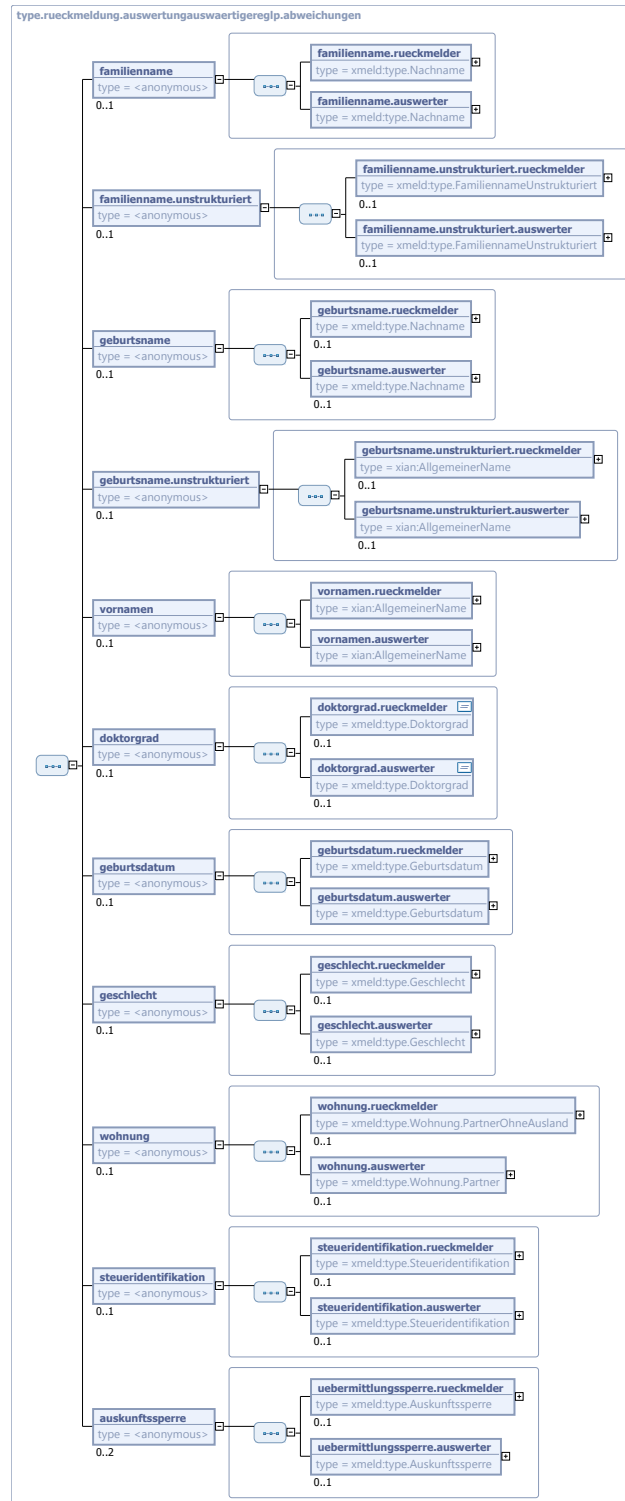 type.rueckmeldung.auswertungauswaertigereglp.abweichungen
familienname
type = <anonymous>
0..1
familienname.rueckmelder
type = xmeld:type.Nachname
familienname.auswerter
type = xmeld:type.Nachname
familienname.unstrukturiert
type = <anonymous>
0..1
familienname.unstrukturiert.rueckmelder
type = xmeld:type.FamiliennameUnstrukturiert
0..1
familienname.unstrukturiert.auswerter
type = xmeld:type.FamiliennameUnstrukturiert
0..1
geburtsname
type = <anonymous>
0..1
geburtsname.rueckmelder
type = xmeld:type.Nachname
0..1
geburtsname.auswerter
type = xmeld:type.Nachname
0..1
geburtsname.unstrukturiert
type = <anonymous>
0..1
geburtsname.unstrukturiert.rueckmelder
type = xian:AllgemeinerName
0..1
geburtsname.unstrukturiert.auswerter
type = xian:AllgemeinerName
0..1
vornamen
type = <anonymous>
0..1
vornamen.rueckmelder
type = xian:AllgemeinerName
vornamen.auswerter
type = xian:AllgemeinerName
doktorgrad
type = <anonymous>
0..1
doktorgrad.rueckmelder
type = xmeld:type.Doktorgrad
0..1
doktorgrad.auswerter
type = xmeld:type.Doktorgrad
0..1
geburtsdatum
type = <anonymous>
0..1
geburtsdatum.rueckmelder
type = xmeld:type.Geburtsdatum
geburtsdatum.auswerter
type = xmeld:type.Geburtsdatum
geschlecht
type = <anonymous>
0..1
geschlecht.rueckmelder
type = xmeld:type.Geschlecht
0..1
geschlecht.auswerter
type = xmeld:type.Geschlecht
0..1
wohnung
type = <anonymous>
0..1
wohnung.rueckmelder
type = xmeld:type.Wohnung.PartnerOhneAusland
0..1
wohnung.auswerter
type = xmeld:type.Wohnung.Partner
0..1
steueridentifikation
type = <anonymous>
0..1
steueridentifikation.rueckmelder
type = xmeld:type.Steueridentifikation
0..1
steueridentifikation.auswerter
type = xmeld:type.Steueridentifikation
0..1
auskunftssperre
type = <anonymous>
0..2
uebermittlungssperre.rueckmelder
type = xmeld:type.Auskunftssperre
0..1
uebermittlungssperre.auswerter
type = xmeld:type.Auskunftssperre
0..1